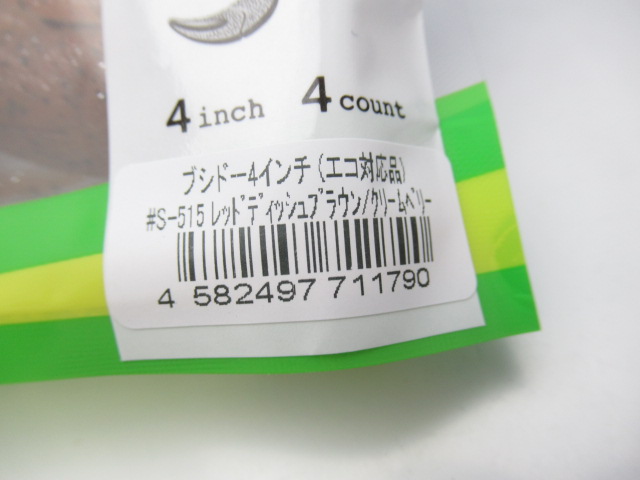 4 inch 4 count
ブシドー4インチ(エコ対応品)
#S-515 レッドディッシュブラウン/クリームベリー
4 582497 711790